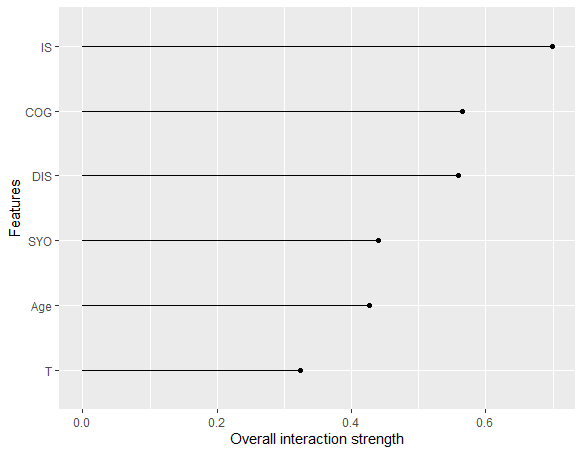 IS
COG
DIS
SYO
Age
T
Features
0.0 0.2 0.4 0.6
Overall interaction strength